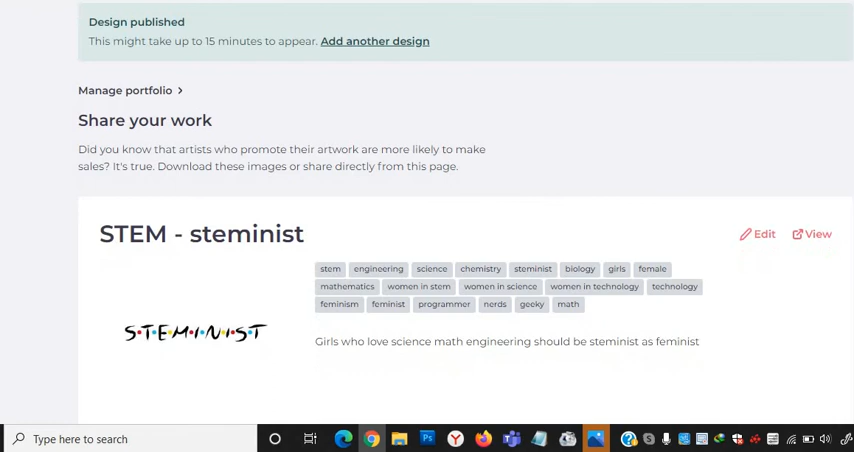 Design published
This might take up to 15 minutes to appear. Add another design
Manage portfolio
Share your work
Did you know that artists who promote their artwork are more likely to make
sales? It's true. Download these images or share directly from this page.
STEM - steminist
Edit View
stem engineering science chemistry steminist biology girls female
mathematics women in stem women in science women in technology technology
feminism feminist programmer nerds geeky math
S·T·E·M·I·N·I·S·T
Girls who love science math engineering should be steminist as feminist
Type here to search
Ps